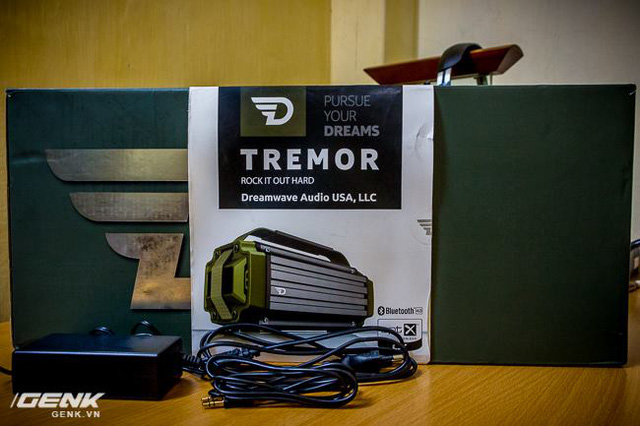 PURSUE
YOUR
DREAMS
TREMOR
ROCK IT OUT HARD
Dreamwave Audio USA, LLC
Bluetooth
GENK
GENK.VN